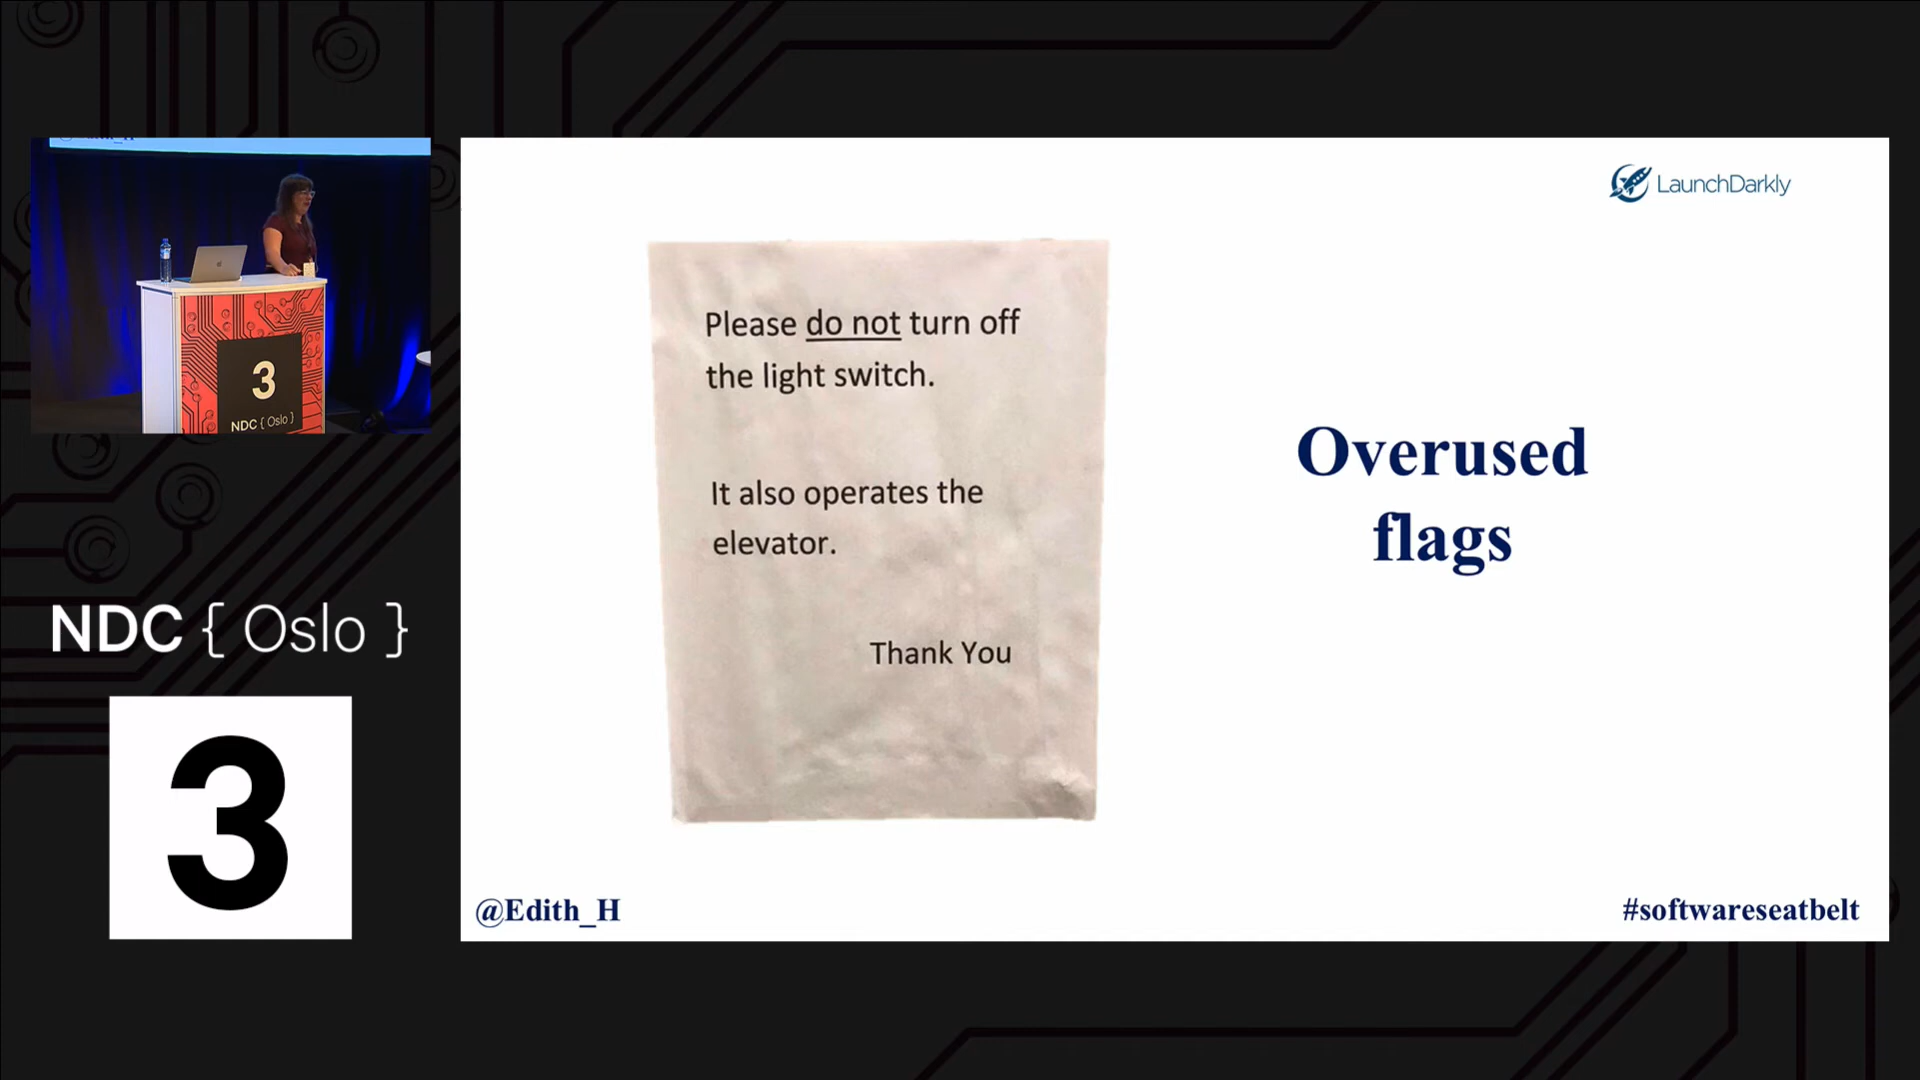 LaunchDarkly
Please do not turn off
the light switch.
It also operates the
elevator.
Thank You
Overused
flags
@Edith_H
#softwareseatbelt
3
NDC { Oslo }
NDC { Oslo }
3